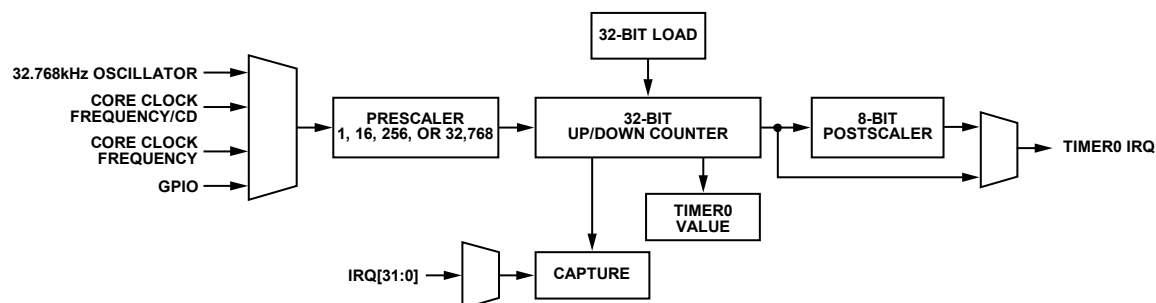 32-BIT LOAD
32.768kHz OSCILLATOR
CORE CLOCK
FREQUENCY/CD
CORE CLOCK
FREQUENCY
GPIO
PRESCALER
1, 16, 256, OR 32,768
32-BIT
UP/DOWN COUNTER
8-BIT
POSTSCALER
TIMER0 IRQ
TIMER0
VALUE
IRQ[31:0]
CAPTURE